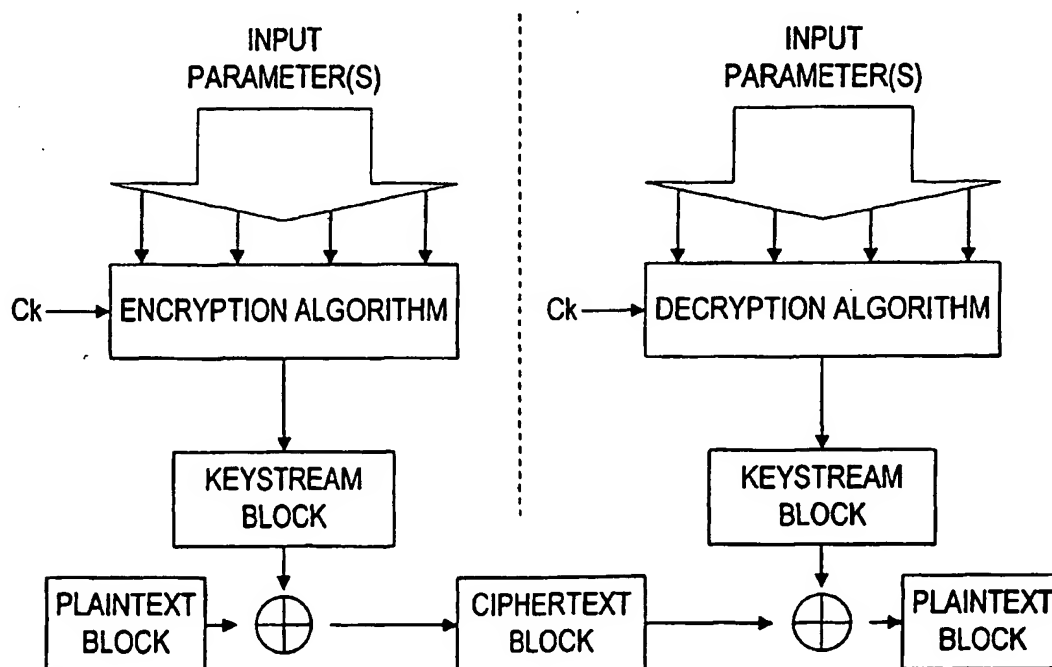 INPUT
PARAMETER(S)
INPUT
PARAMETER(S)
Ck
ENCRYPTION ALGORITHM
Ck
DECRYPTION ALGORITHM
KEYSTREAM
BLOCK
KEYSTREAM
BLOCK
PLAINTEXT
BLOCK
CIPHERTEXT
BLOCK
PLAINTEXT
BLOCK